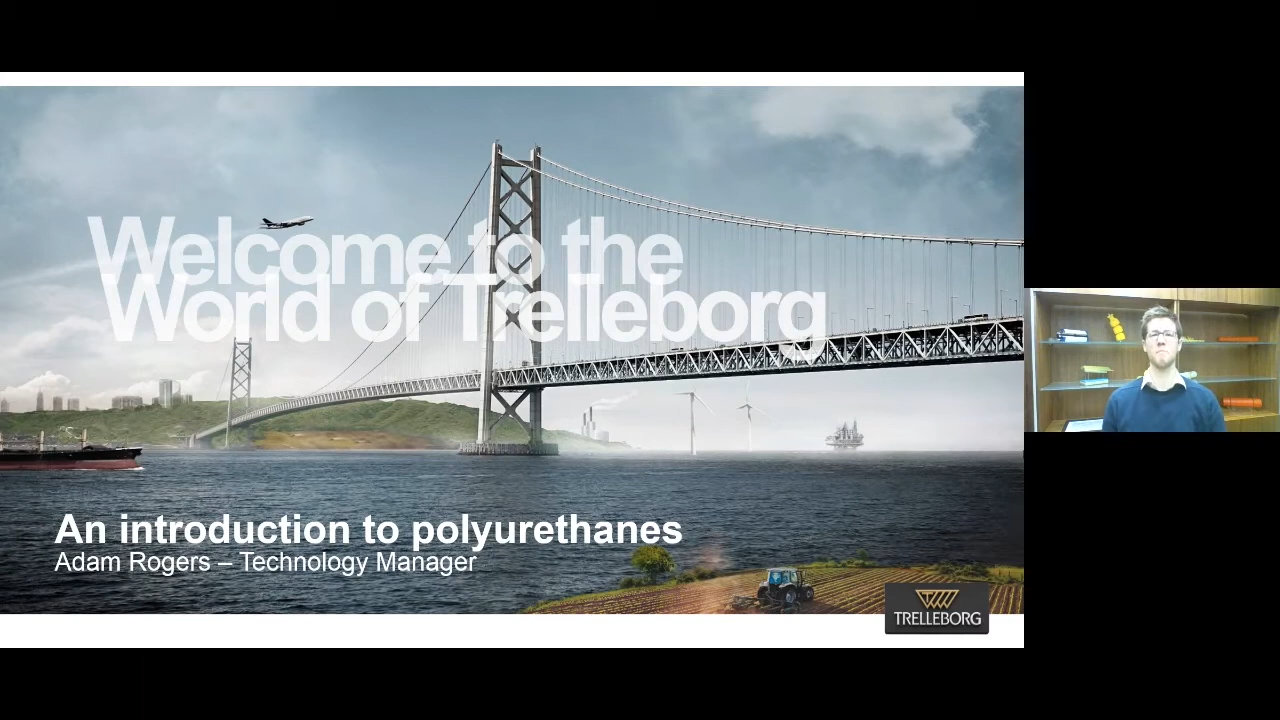 Welcome to the
World of Trelleborg
An introduction to polyurethanes
Adam Rogers – Technology Manager
TRELLEBORG